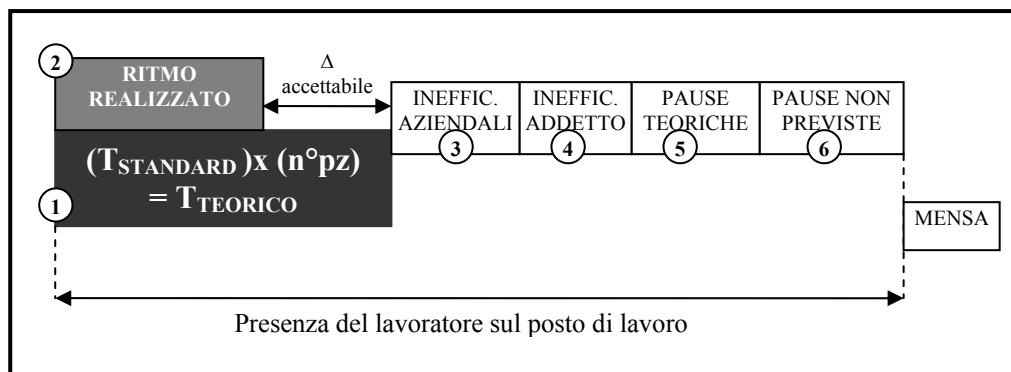 2
RITMO
REALIZZATO
Δ
accettabile
INEFFIC.
AZIENDALI
3
INEFFIC.
ADDETTO
4
PAUSE
TEORICHE
5
PAUSE NON
PREVISTE
6
1
(TSTANDARD )x (n°pz)
= TTEORICO
MENSA
Presenza del lavoratore sul posto di lavoro